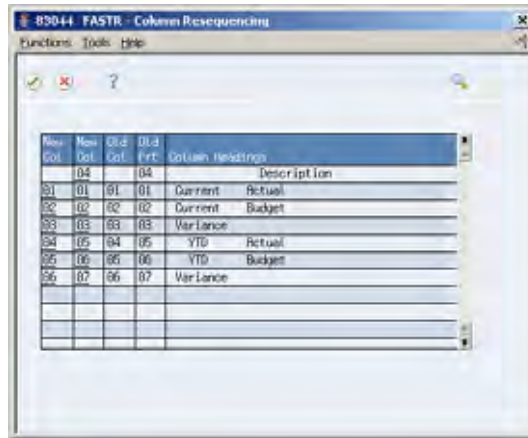 83044 FASTR - Column Resequencing
Functions Tools Help
?
New New Old Old
Col Prt Col Prt Column Headings
04 04 Description
01 01 01 01 Current Actual
02 02 02 02 Current Budget
03 03 03 03 Variance
04 05 04 05 YTD Actual
05 06 05 06 YTD Budget
06 07 06 07 Variance